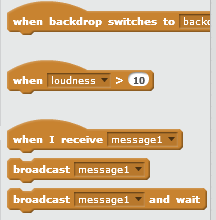 when backdrop switches to
when loudness > 10
when I receive message1
broadcast message1
broadcast message1 and wait